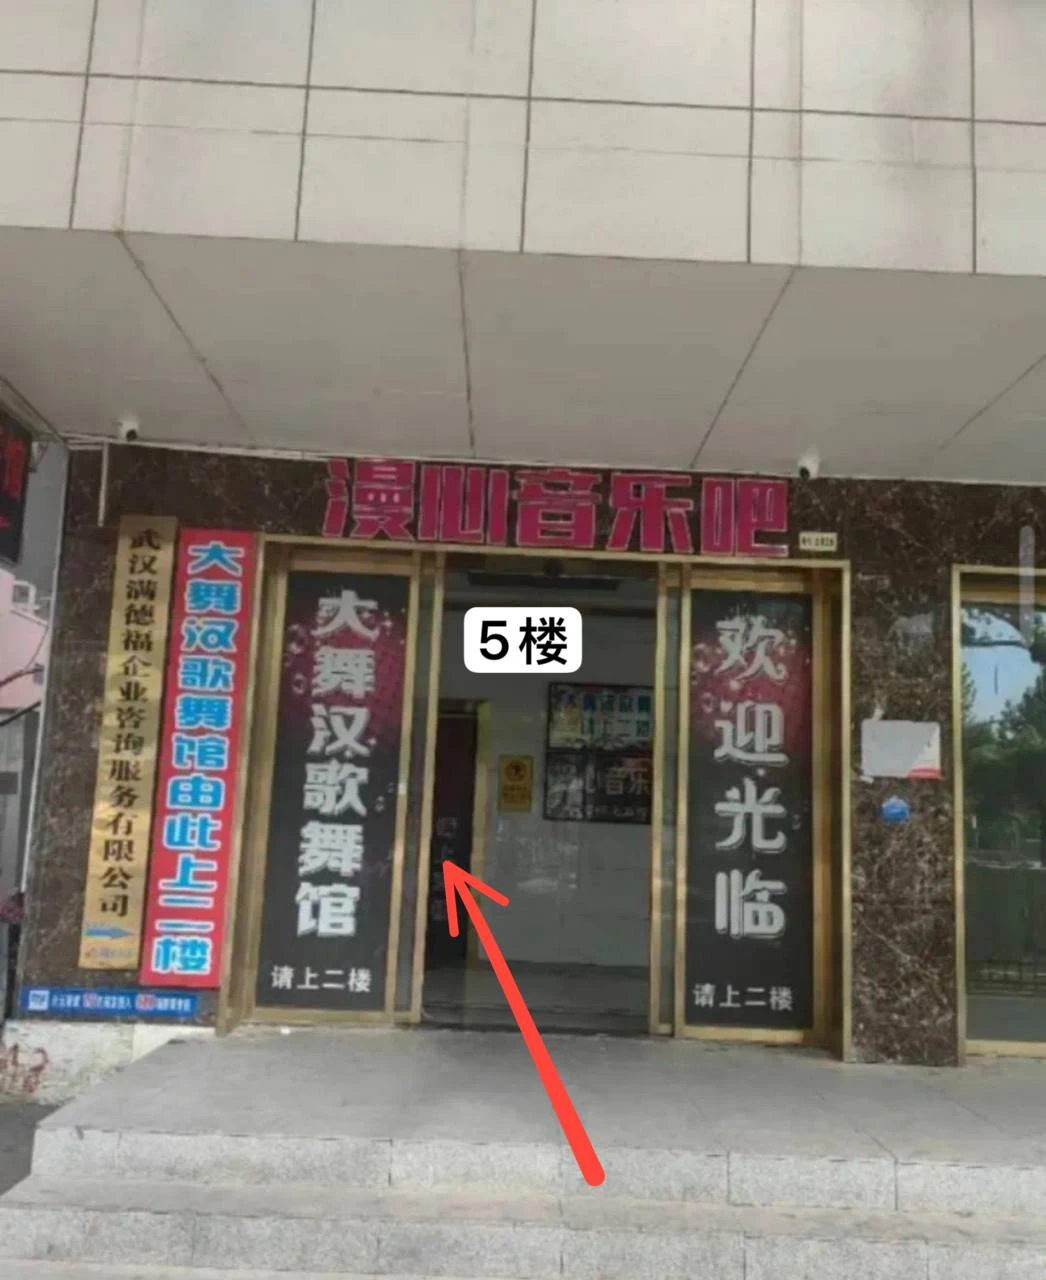 漫心音乐吧
武汉满德福企业咨询服务有限公司
大舞汉歌舞馆由此上二楼
大舞汉歌舞馆
请上二楼
5楼
欢迎光临
请上二楼